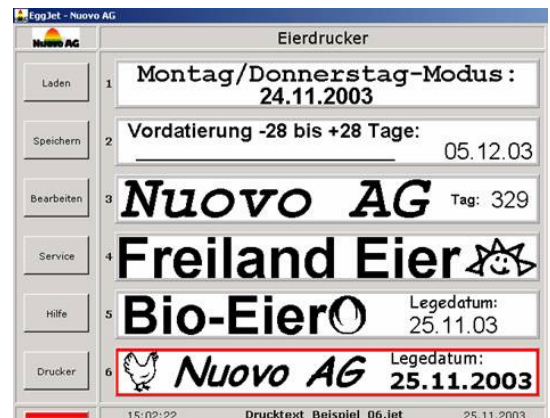 EggJet - Nuovo AG
Nuovo AG
Eierdrucker
Laden
1
Montag/Donnerstag-Modus:
24.11.2003
Speichern
2
Vordatierung -28 bis +28 Tage:
05.12.03
Bearbeiten
3
Nuovo AG
Tag: 329
Service
4
Freiland Eier
Hilfe
5
Bio-Eier
Legedatum:
25.11.03
Drucker
6
Nuovo AG
Legedatum:
25.11.2003
15:02:22 Drucktext Beispiel 06.jet 25.11.2003